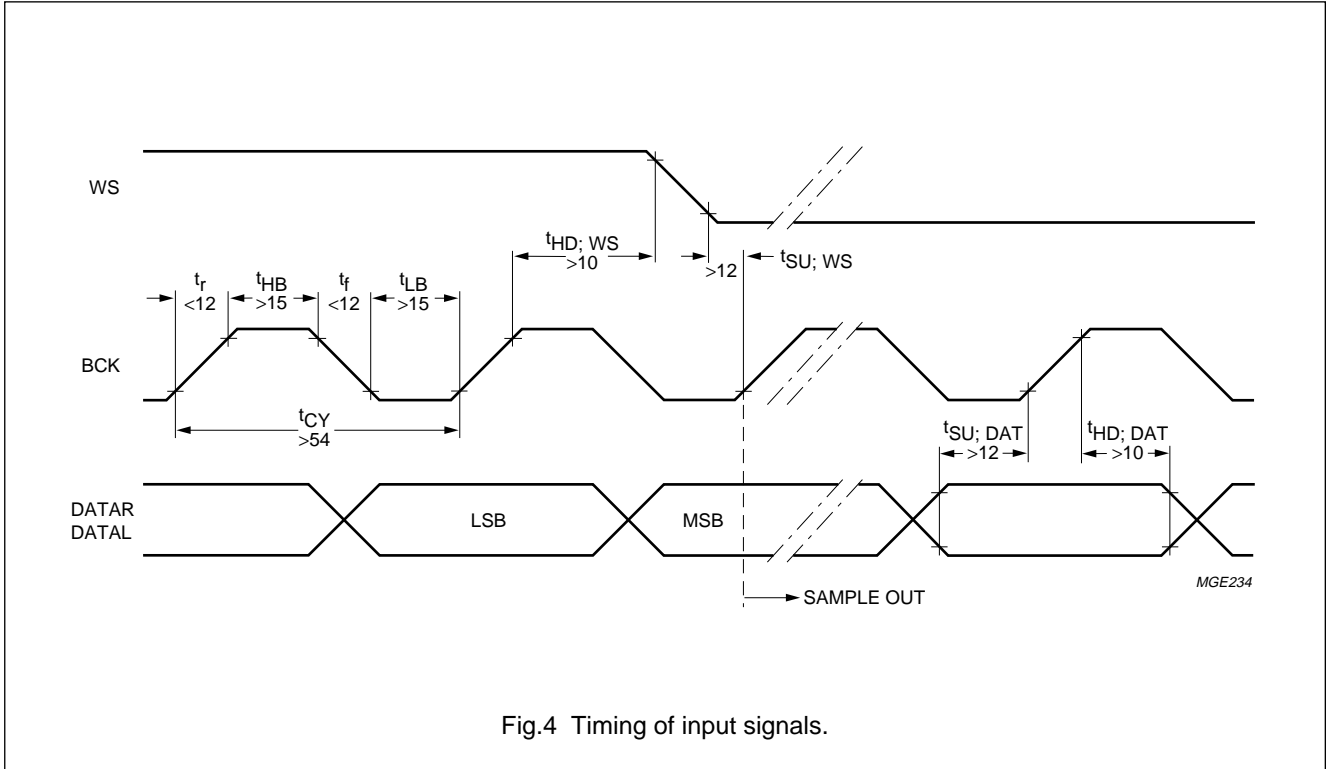 WS
tHD; WS
>10
>12
tSU; WS
tr
<12
tHB
>15
tf
<12
tLB
>15
BCK
tCY
>54
tSU; DAT
>12
tHD; DAT
>10
DATAR
DATAL
LSB
MSB
MGE234
SAMPLE OUT
Fig.4 Timing of input signals.